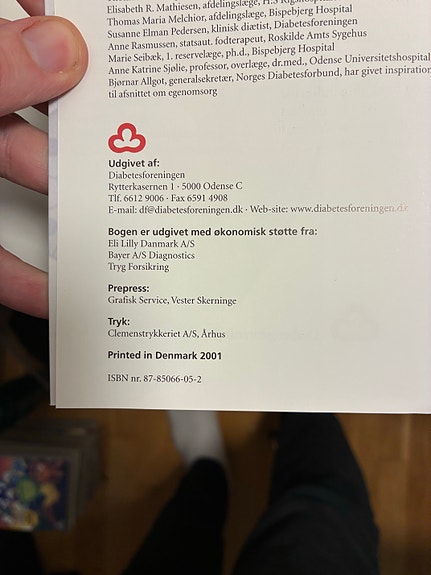 Elisabeth R. Mathiesen, afdelingslæge, H:S
Thomas Maria Melchior, afdelingslæge, Bispebjerg Hospital
Susanne Elman Pedersen, klinisk diætist, Diabetesforeningen
Anne Rasmussen, statsaut. fodterapeut, Roskilde Amts Sygehus
Marie Seibæk, 1. reservelæge, ph.d., Bispebjerg Hospital
Anne Katrine Sjølie, professor, overlæge, dr.med., Odense Universitetshospital
Bjørnar Allgot, generalsekretær, Norges Diabetesforbund, har givet inspiration
til afsnittet om egenomsorg
Udgivet af:
Diabetesforeningen
Rytterkasernen 1 · 5000 Odense C
Tlf. 6612 9006 · Fax 6591 4908
E-mail: df@diabetesforeningen.dk · Web-site: www.diabetesforeningen.dk
Bogen er udgivet med økonomisk støtte fra:
Eli Lilly Danmark A/S
Bayer A/S Diagnostics
Tryg Forsikring
Prepress:
Grafisk Service, Vester Skerninge
Tryk:
Clemenstrykkeriet A/S, Århus
Printed in Denmark 2001
ISBN nr. 87-85066-05-2